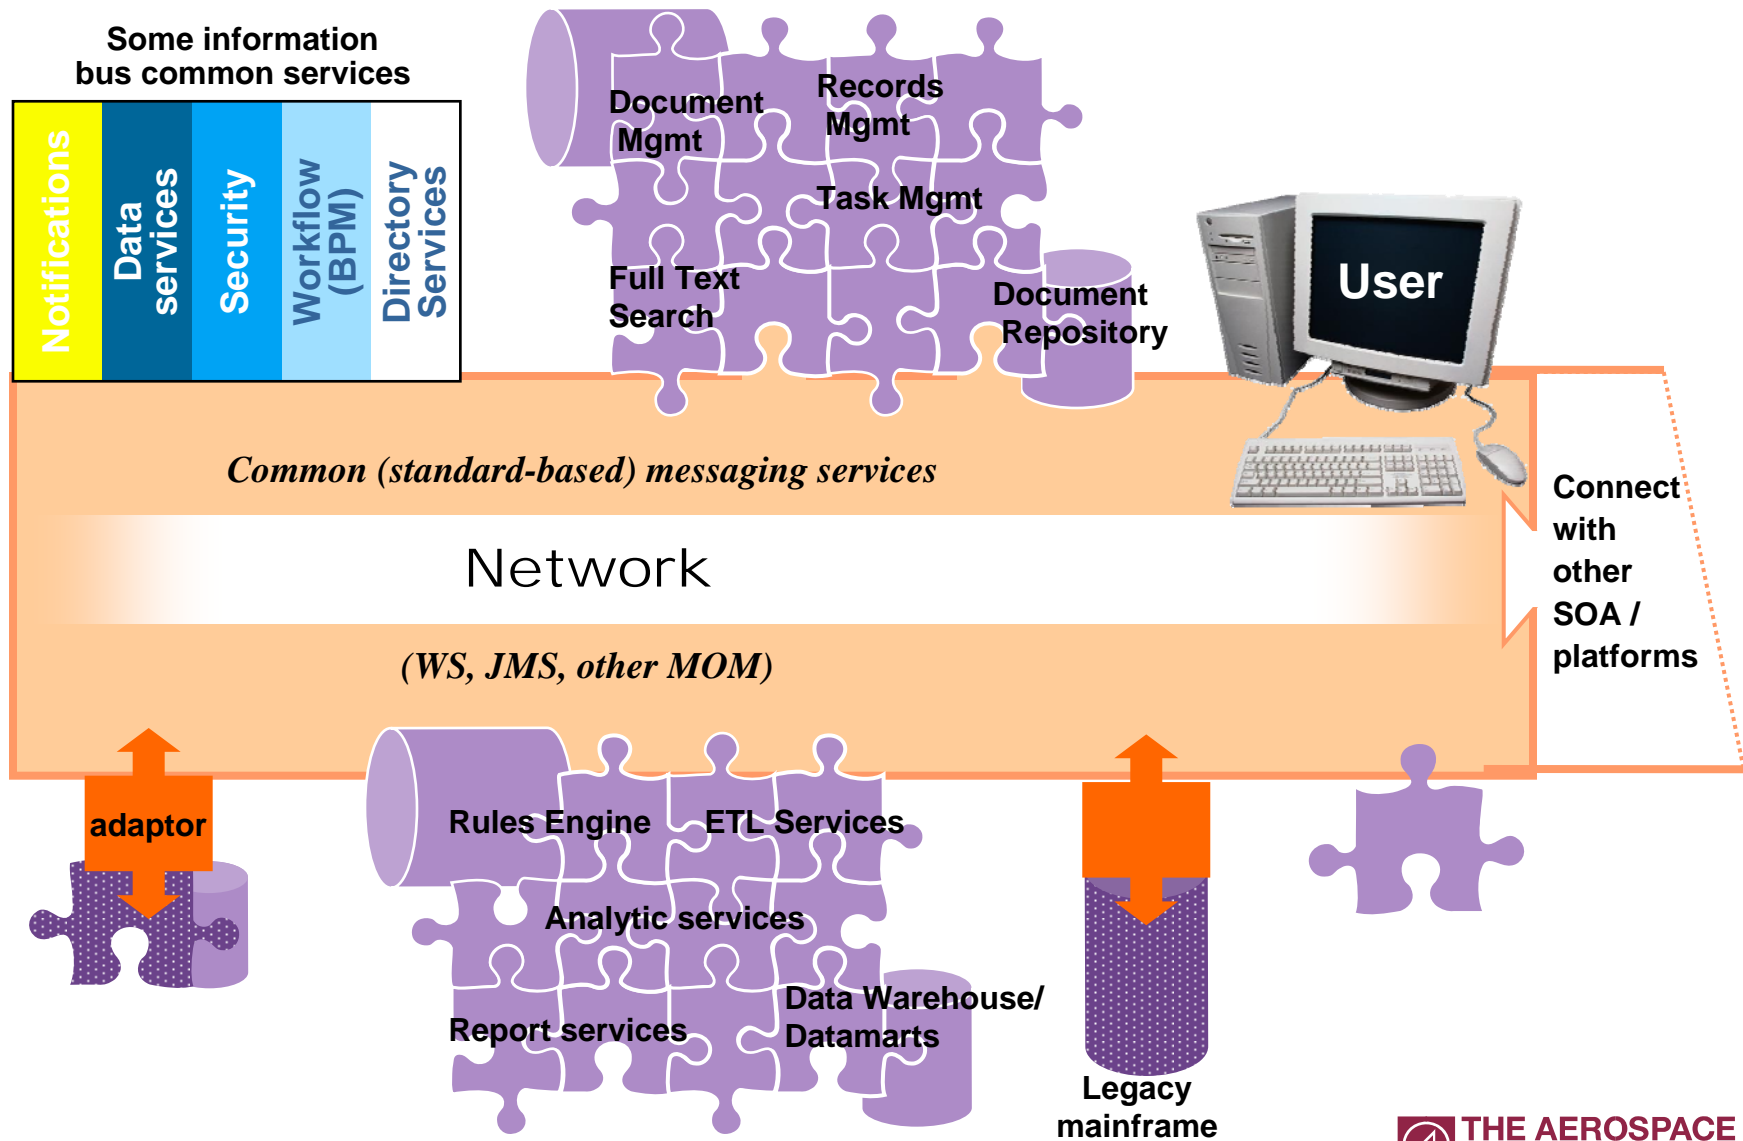 Some information
bus common services
Notifications
Data
services
Security
Workflow
(BPM)
Directory
Services
Document
Mgmt
Records
Mgmt
Task Mgmt
Full Text
Search
Document
Repository
User
Common (standard-based) messaging services
Network
(WS, JMS, other MOM)
Connect
with
other
SOA /
platforms
adaptor
Rules Engine
ETL Services
Analytic services
Report services
Data Warehouse/
Datamarts
Legacy
mainframe
THE AEROSPACE